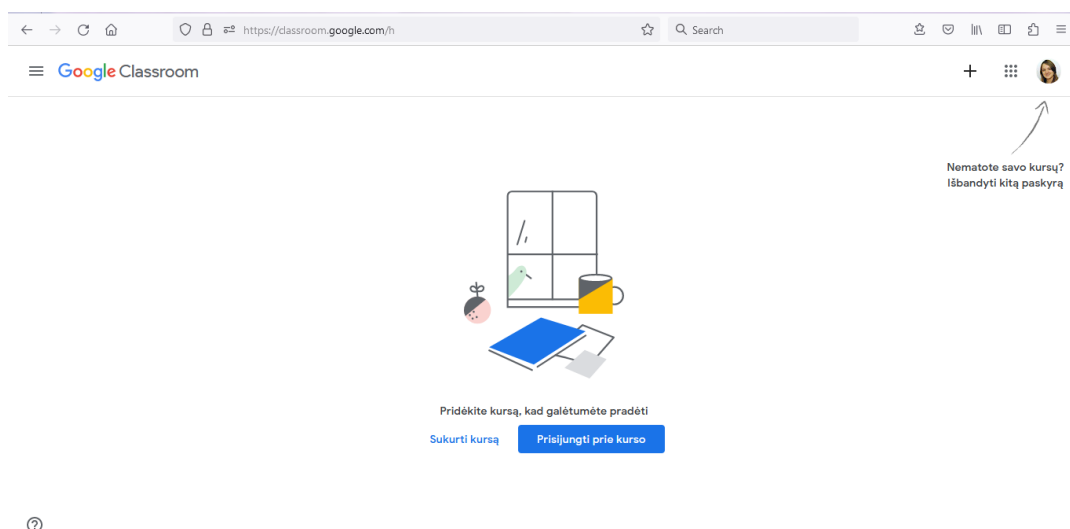 https://classroom.google.com/h
Search
Google Classroom
Nematote savo kursų?
Išbandyti kitą paskyrą
Pridėkite kursą, kad galėtumėte pradėti
Sukurti kursą
Prisijungti prie kurso